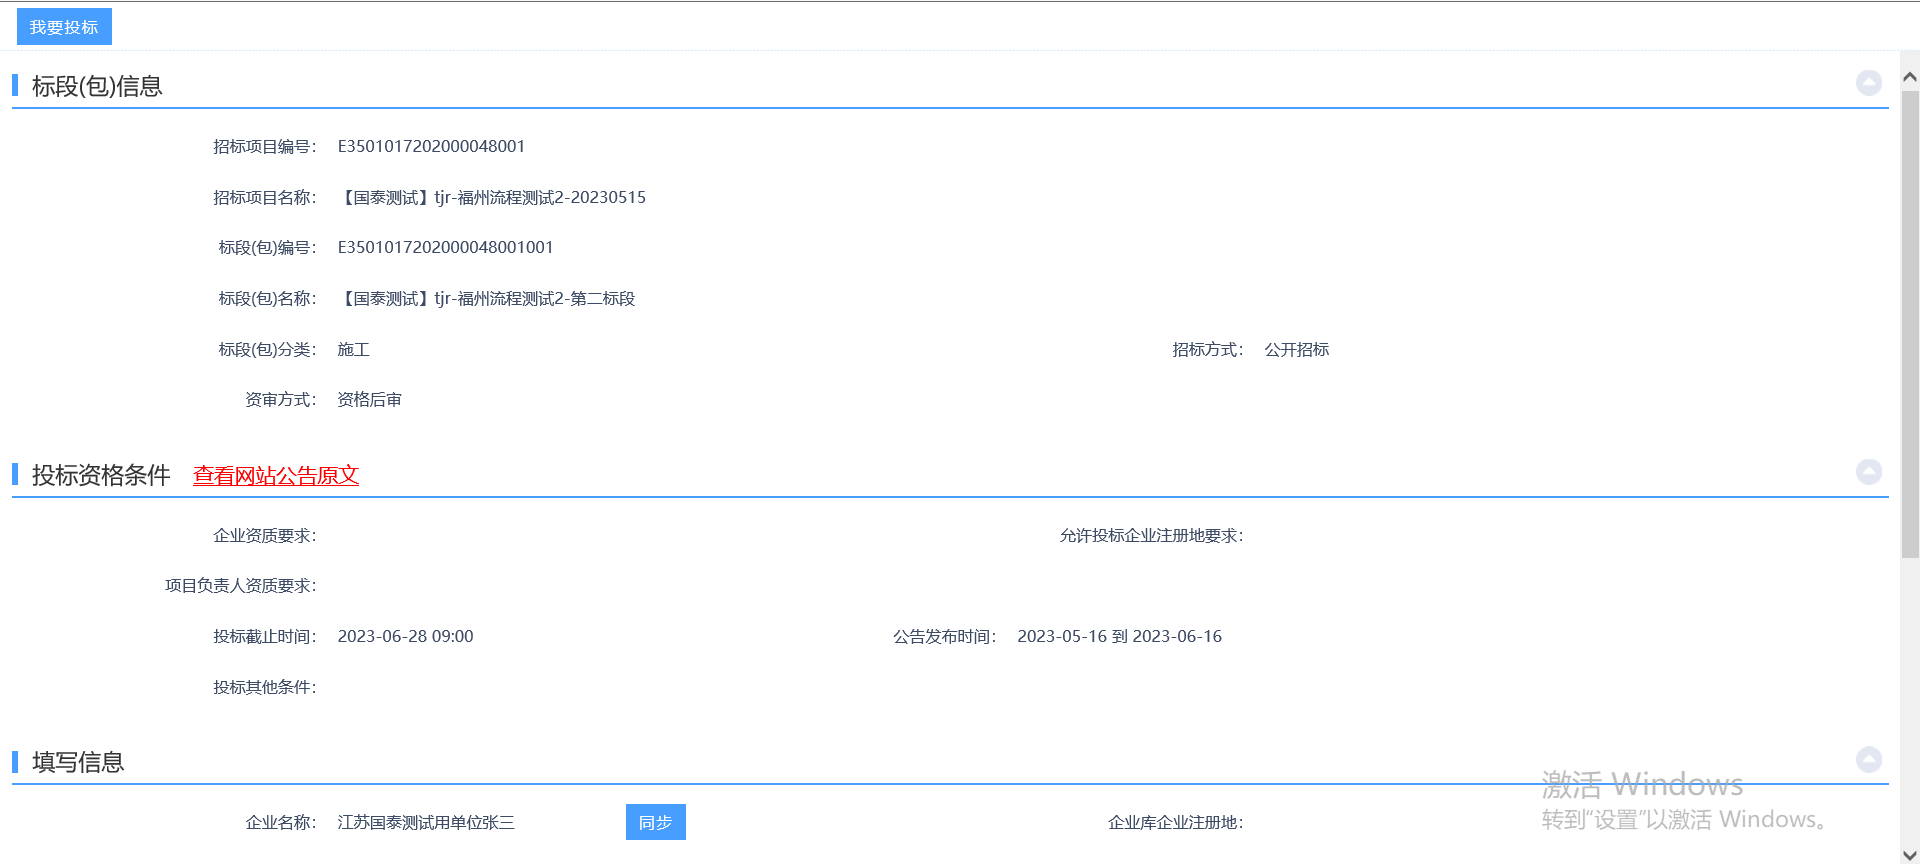 我要投标
标段(包)信息
招标项目编号： E3501017202000048001
招标项目名称： 【国泰测试】tjr-福州流程测试2-20230515
标段(包)编号： E3501017202000048001001
标段(包)名称： 【国泰测试】tjr-福州流程测试2-第二标段
标段(包)分类： 施工 招标方式： 公开招标
资审方式： 资格后审
投标资格条件 查看网站公告原文
企业资质要求： 允许投标企业注册地要求：
项目负责人资质要求：
投标截止时间： 2023-06-28 09:00 公告发布时间： 2023-05-16 到 2023-06-16
投标其他条件：
填写信息
企业名称： 江苏国泰测试用单位张三 同步 企业库企业注册地：
激活 Windows
转到“设置”以激活 Windows。